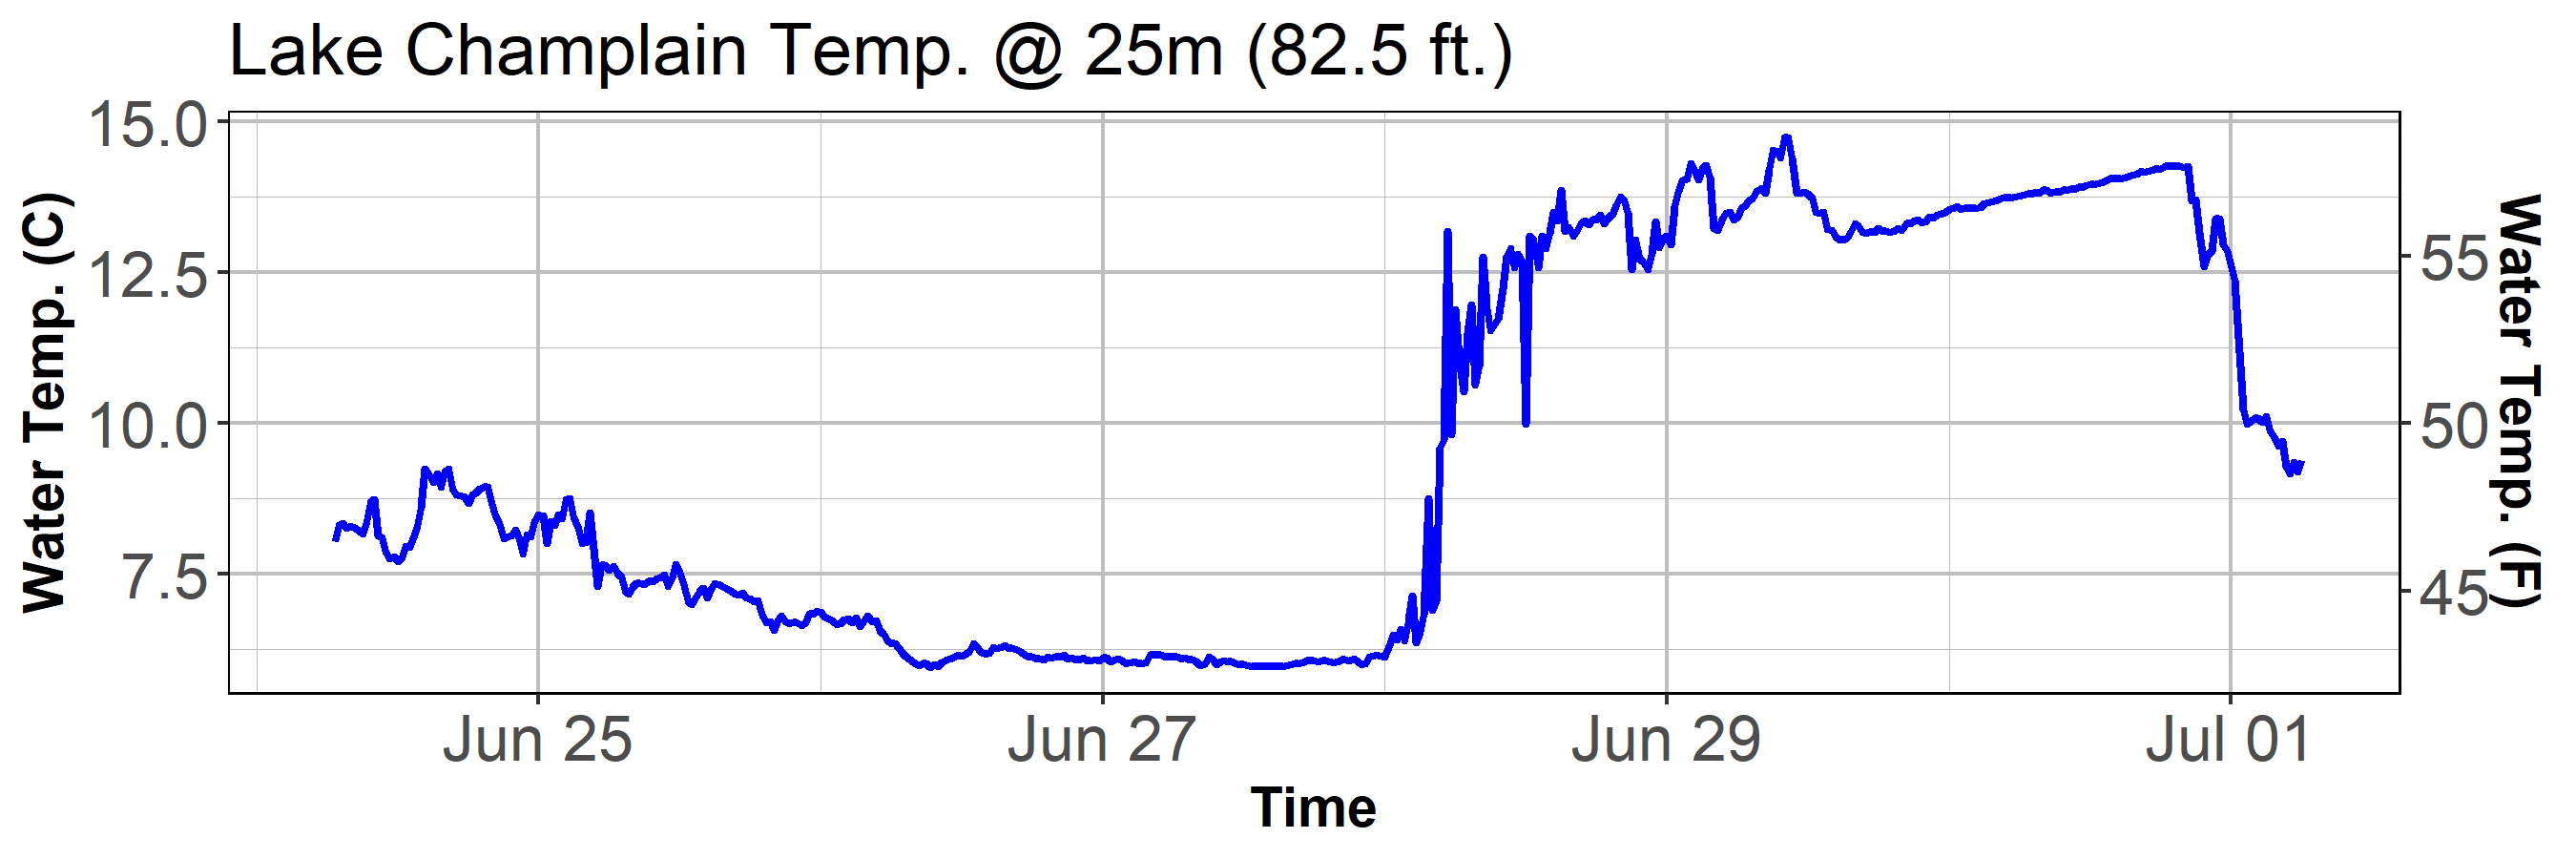 Lake Champlain Temp. @ 25m (82.5 ft.)
Water Temp. (C)
15.0
12.5
10.0
7.5
55
50
45
Water Temp. (F)
Jun 25
Jun 27
Jun 29
Jul 01
Time